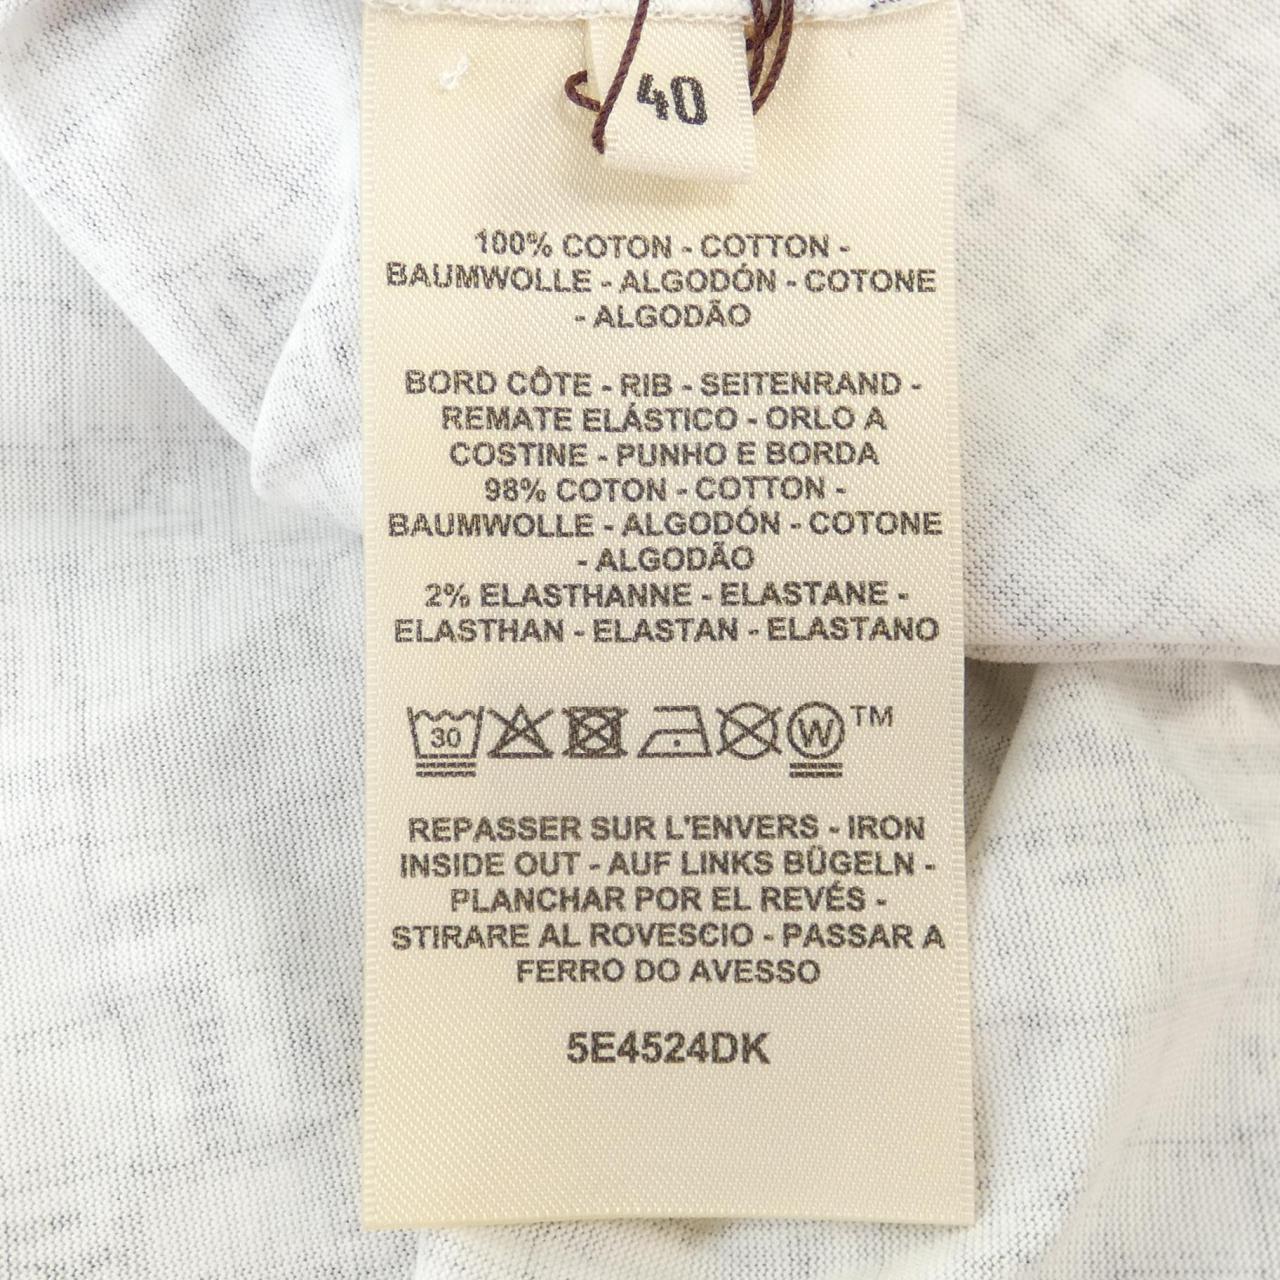 40
100% COTON - COTTON -
BAUMWOLLE - ALGODÓN - COTONE
- ALGODÃO
BORD CÔTE - RIB - SEITENRAND -
REMATE ELÁSTICO - ORLO A
COSTINE - PUNHO E BORDA
98% COTON - COTTON -
BAUMWOLLE - ALGODÓN - COTONE
- ALGODÃO
2% ELASTHANNE - ELASTANE -
ELASTHAN - ELASTAN - ELASTANO
30 W TM
REPASSER SUR L'ENVERS - IRON
INSIDE OUT - AUF LINKS BÜGELN -
PLANCHAR POR EL REVÉS -
STIRARE AL ROVESCIO - PASSAR A
FERRO DO AVESSO
5E4524DK